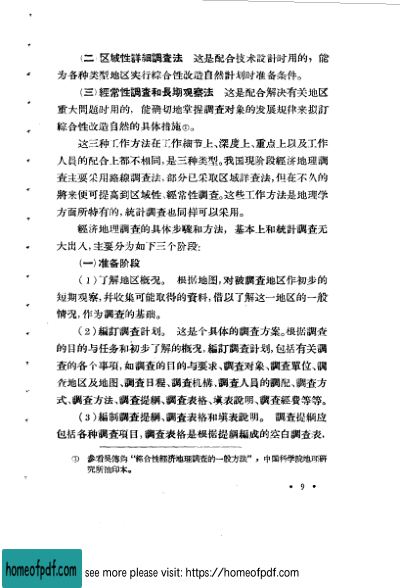 (二)区域性詳細調查法　这是配合技术設計时用的，能
为各种类型地区实行綜合性改造自然計划时准备条件。
(三)經常性調查和長期观察法　这是配合解决有关地区
重大問題时用的，能确切地掌握調查对象的发展規律来拟訂
綜合性改造自然的具体措施①。
这三种工作方法在工作細节上、深度上、重点上以及工作
人員的配合上都不相同，是三种类型。我国現阶段經济地理調
查主要采用路線調查法，部分已采取区域詳查法，但在不久的
將来便可提高到区域性、經常性調查。这些工作方法是地理学
方面所特有的，統計調查也同样可以采用。
經济地理調查的具体步驟和方法，基本上和統計調查无
大出入，主要分为如下三个阶段：
(一)准备阶段
(1)了解地区概况。　根据地图，对被調查地区作初步的
短期观察，并收集可能取得的資料，借以了解这一地区的一般
情况，作为調查的基礎。
(2)編訂調查計划。　这是个具体的調查方案。根据調查
的目的与任务和初步了解的概况，編訂調查計划，包括有关調
查的各个事項，如調查的目的与要求、調查对象、調查單位、調
查地区及地图、調查日程、調查机構、調查人員的調配、調查方
式、調查方法、調查提綱、調查表格、填表說明、調查經費等等。
(3)編制調查提綱、調查表格和填表說明。　調查提綱应
包括各种調查項目，調查表格是根据提綱編成的空白調查表，
①　參看吳傳鈞“綜合性經济地理調查的一般方法”，中国科学院地理研
究所油印本。
• 9 •
homeofpdf.com
see more please visit: https://homeofpdf.com